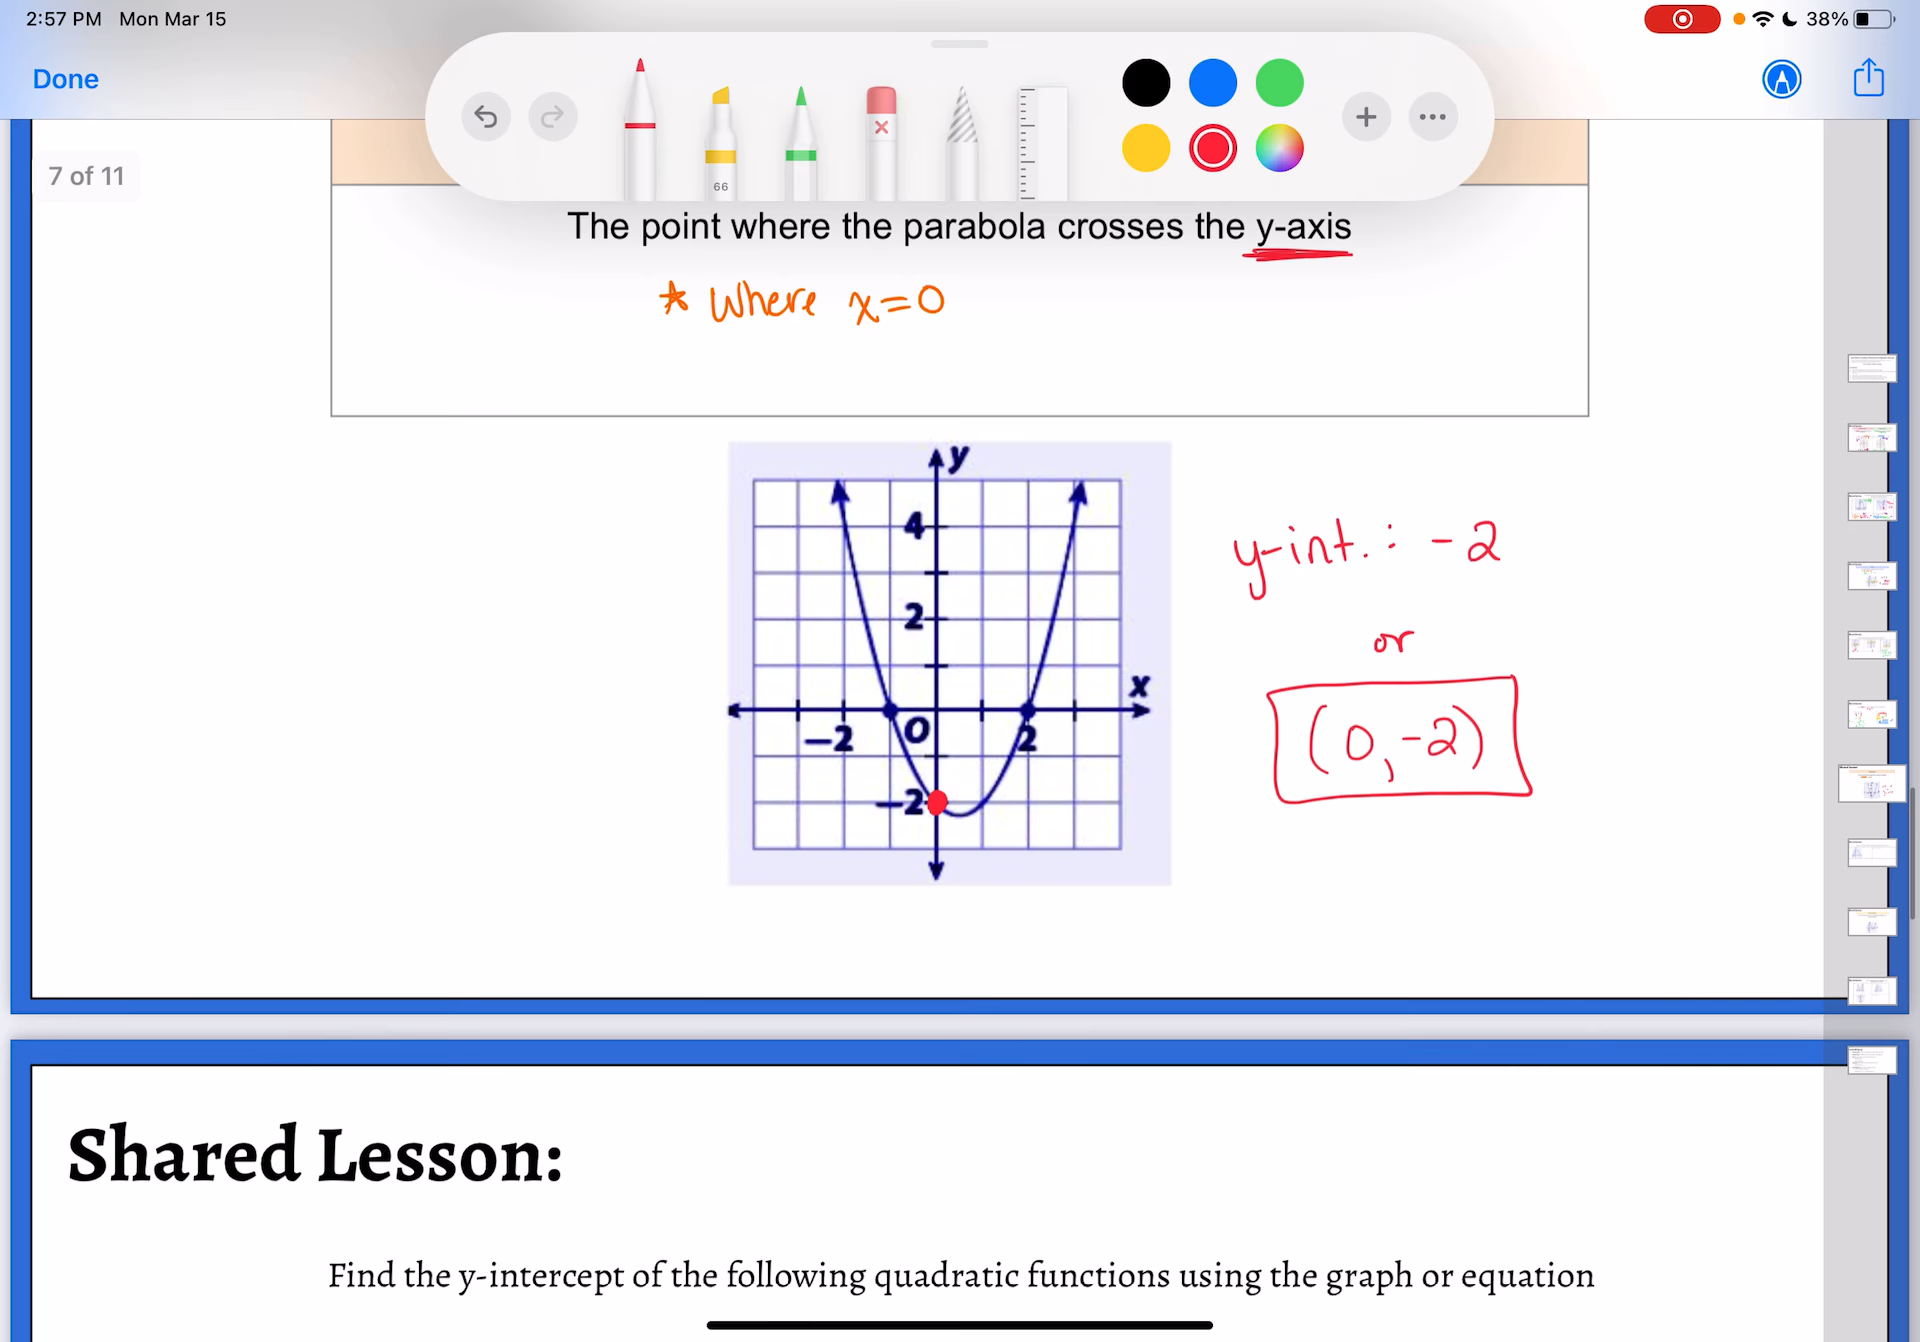 2:57 PM Mon Mar 15
38%
Done
66
7 of 11
The point where the parabola crosses the y-axis
* Where x=0
y
4
2
x
-2 0 2
-2
y-int. : -2
or
(0,-2)
Shared Lesson:
Find the y-intercept of the following quadratic functions using the graph or equation